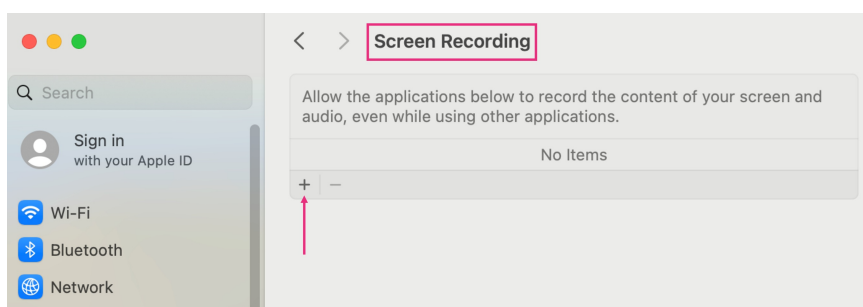 Screen Recording
Search
Allow the applications below to record the content of your screen and
audio, even while using other applications.
Sign in
with your Apple ID
No Items
Wi-Fi
Bluetooth
Network